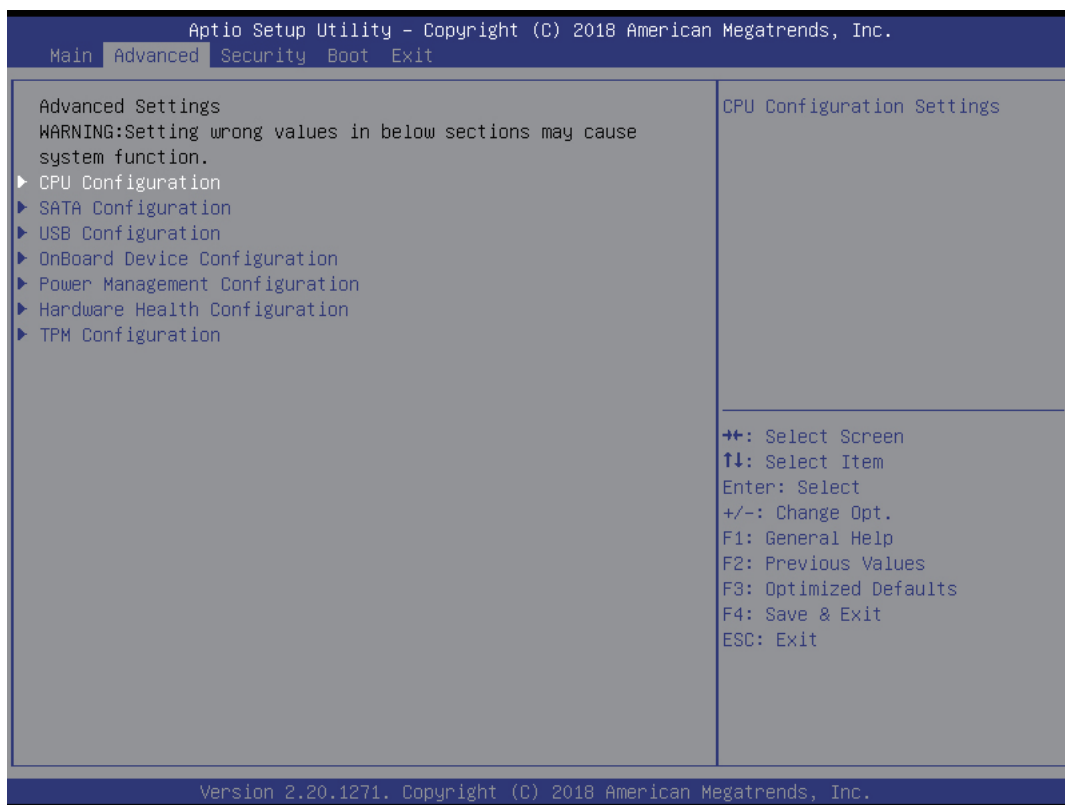 Aptio Setup Utility – Copyright (C) 2018 American Megatrends, Inc.
Main Advanced Security Boot Exit
Advanced Settings
WARNING:Setting wrong values in below sections may cause
system function.
▶ CPU Configuration
▶ SATA Configuration
▶ USB Configuration
▶ OnBoard Device Configuration
▶ Power Management Configuration
▶ Hardware Health Configuration
▶ TPM Configuration
CPU Configuration Settings
→←: Select Screen
↑↓: Select Item
Enter: Select
+/-: Change Opt.
F1: General Help
F2: Previous Values
F3: Optimized Defaults
F4: Save & Exit
ESC: Exit
Version 2.20.1271. Copyright (C) 2018 American Megatrends, Inc.